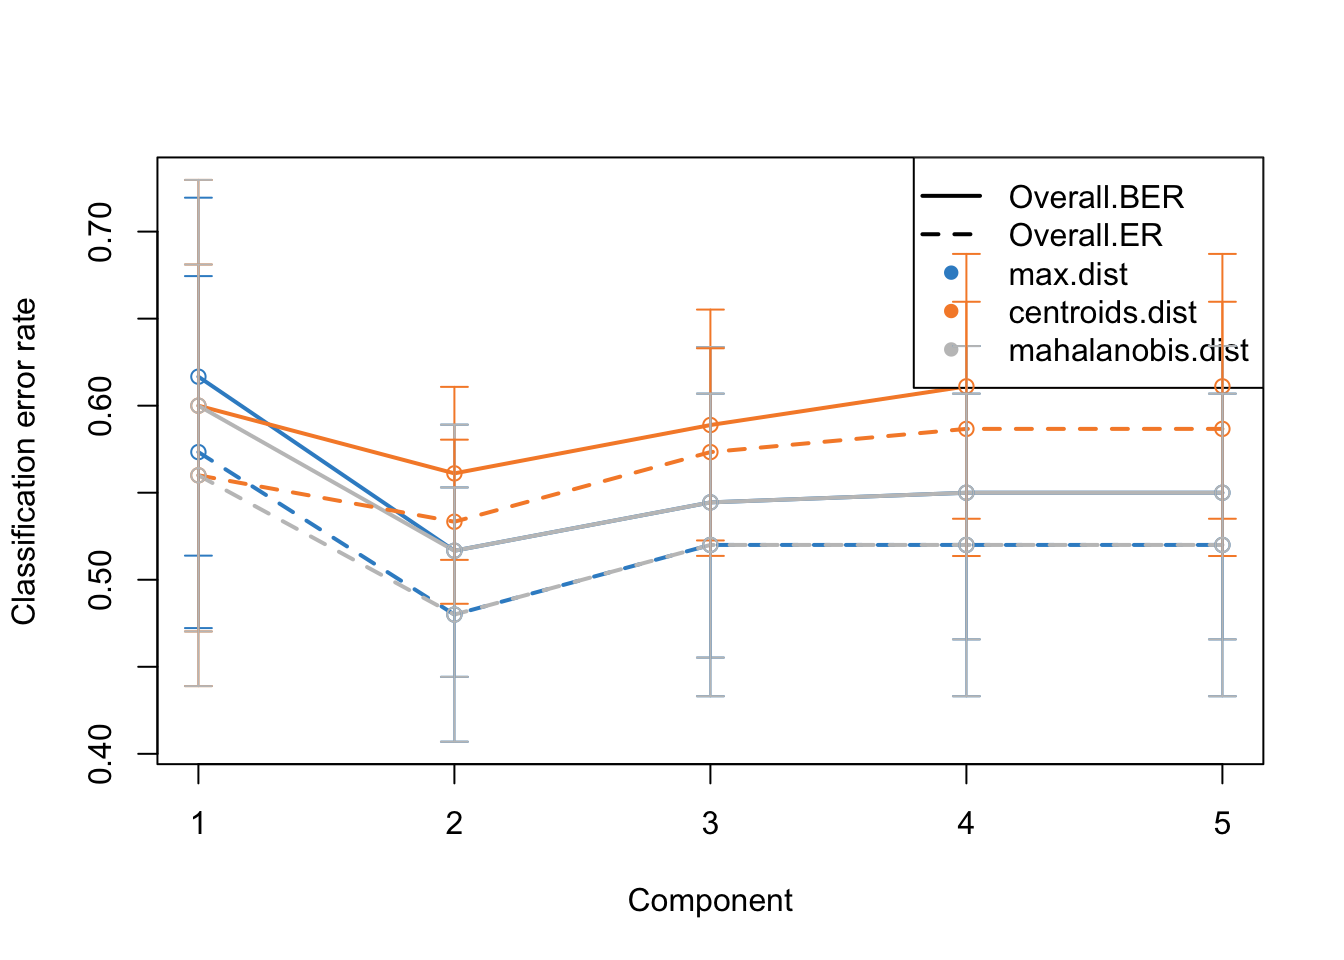 Classification error rate
0.70
0.60
0.50
0.40
Overall.BER
Overall.ER
max.dist
centroids.dist
mahalanobis.dist
1 2 3 4 5
Component